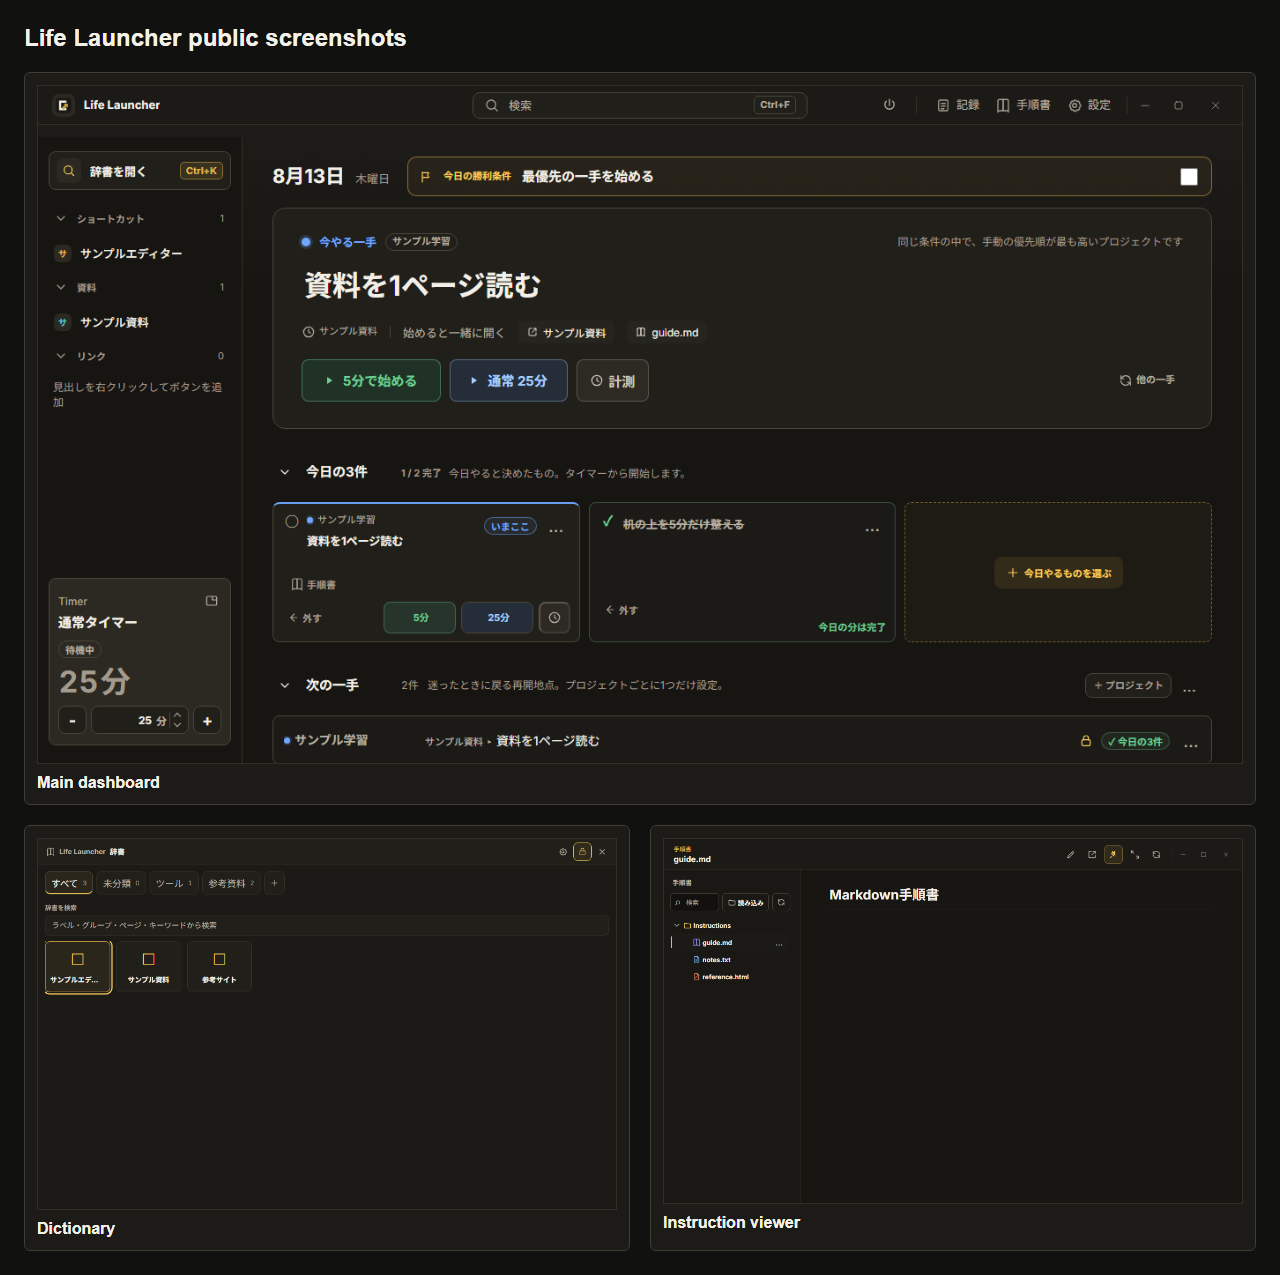 Life Launcher public screenshots
Life Launcher
検索
Ctrl+F
記録
手順書
設定
辞書を開く
Ctrl+K
ショートカット 1
サ サンプルエディター
資料 1
サ サンプル資料
リンク 0
見出しを右クリックしてボタンを追
加
Timer
通常タイマー
待機中
25分
- 25 分 +
8月13日 木曜日
今日の勝利条件 最優先の一手を始める
今やる一手 サンプル学習
同じ条件の中で、手動の優先順が最も高いプロジェクトです
資料を1ページ読む
サンプル資料 始めると一緒に開く サンプル資料 guide.md
5分で始める 通常 25分 計測
他の一手
今日の3件 1 / 2 完了 今日やると決めたもの。タイマーから開始します。
サンプル学習
いまここ ...
資料を1ページ読む
手順書
外す 5分 25分
机の上を5分だけ整える ...
外す
今日の分は完了
+ 今日やるものを選ぶ
次の一手 2件 迷ったときに戻る再開地点。プロジェクトごとに1つだけ設定。
+ プロジェクト ...
サンプル学習 サンプル資料 ▸ 資料を1ページ読む
✓今日の3件 ...
Main dashboard
Life Launcher 辞書
すべて 3 未分類 0 ツール 1 参考資料 2 +
辞書を検索
ラベル・グループ・ページ・キーワードから検索
サンプルエデ... サンプル資料 参考サイト
Dictionary
手順書
guide.md
手順書
検索 読み込み
Instructions
guide.md ...
notes.txt
reference.html
Markdown手順書
Instruction viewer